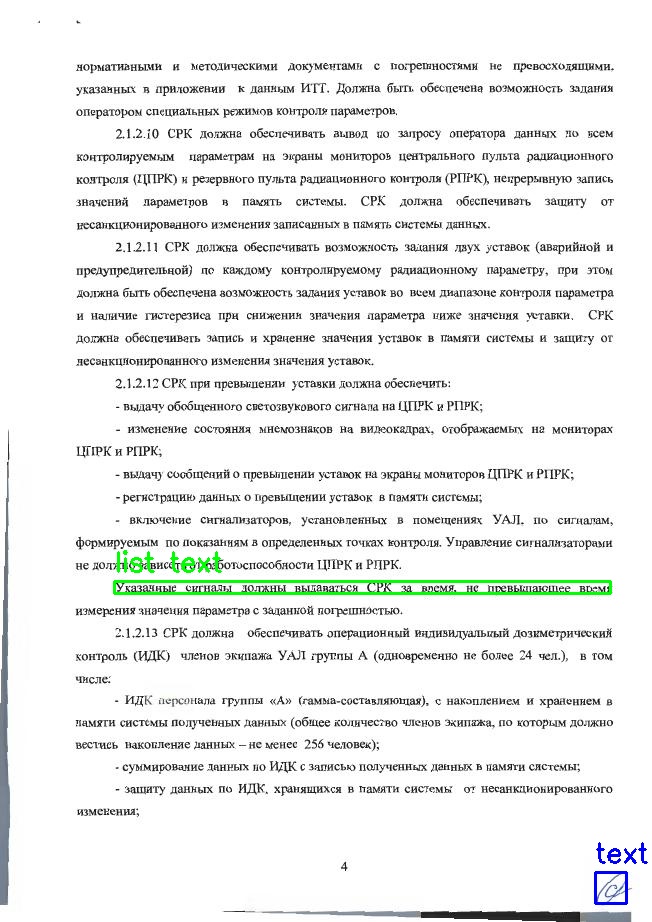 нормативными и методическими документами с погрешностями не превосходящими,
указанных в приложении к данным ИТТ. Должна быть обеспечена возможность задания
оператором специальных режимов контроля параметров.
2.1.2.10 СРК должна обеспечивать вывод по запросу оператора данных по всем
контролируемым параметрам на экраны мониторов центрального пульта радиационного
контроля (ЦПРК) и резервного пульта радиационного контроля (РПРК), непрерывную запись
значений параметров в память системы. СРК должна обеспечивать защиту от
несанкционированного изменения записанных в память системы данных.
2.1.2.11 СРК должна обеспечивать возможность задания двух уставок (аварийной и
предупредительной) по каждому контролируемому радиационному параметру, при этом
должна быть обеспечена возможность задания уставок во всем диапазоне контроля параметра
и наличие гистерезиса при снижении значения параметра ниже значения уставки. СРК
должна обеспечивать запись и хранение значения уставок в памяти системы и защиту от
несанкционированного изменения значения уставок.
2.1.2.12 СРК при превышении уставки должна обеспечить:
- выдачу обобщенного светозвукового сигнала на ЦПРК и РПРК;
- изменение состояния мнемознаков на видеокадрах, отображаемых на мониторах
ЦПРК и РПРК;
- выдачу сообщений о превышении уставок на экраны мониторов ЦПРК и РПРК;
- регистрацию данных о превышении уставок в памяти системы;
- включение сигнализаторов, установленных в помещениях УАЛ, по сигналам,
формируемым по показаниям в определенных точках контроля. Управление сигнализаторами
не должно зависеть от работоспособности ЦПРК и РПРК.
list text
Указанные сигналы должны выдаваться СРК за время, не превышающее время
измерения значения параметра с заданной погрешностью.
2.1.2.13 СРК должна обеспечивать операционный индивидуальный дозиметрический
контроль (ИДК) членов экипажа УАЛ группы А (одновременно не более 24 чел.), в том
числе:
- ИДК персонала группы «А» (гамма-составляющая), с накоплением и хранением в
памяти системы полученных данных (общее количество членов экипажа, по которым должно
вестись накопление данных – не менее 256 человек);
- суммирование данных по ИДК с записью полученных данных в памяти системы;
- защиту данных по ИДК, хранящихся в памяти системы от несанкционированного
изменения;
text
4